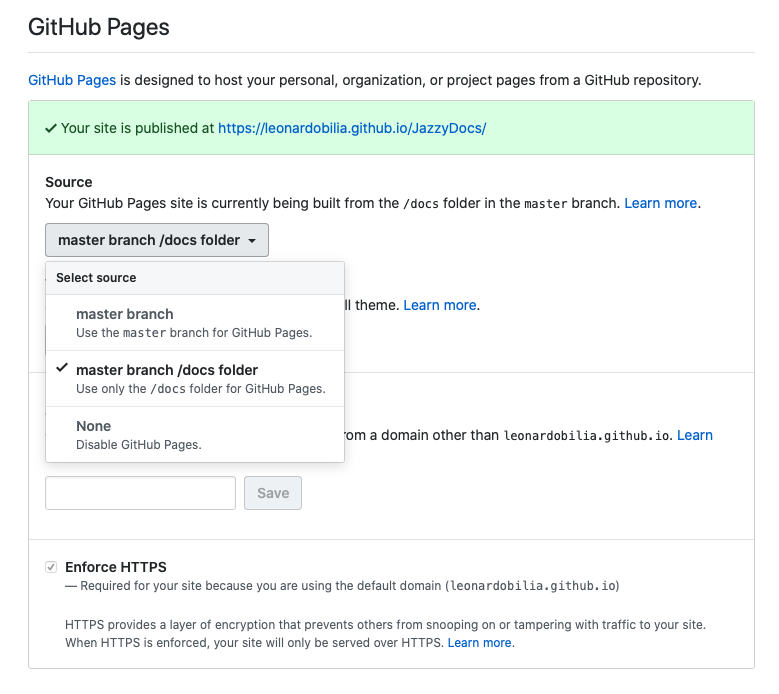 GitHub Pages
GitHub Pages is designed to host your personal, organization, or project pages from a GitHub repository.
Your site is published at https://leonardobilia.github.io/JazzyDocs/
Source
Your GitHub Pages site is currently being built from the /docs folder in the master branch. Learn more.
master branch /docs folder
Select source
ll theme. Learn more.
master branch
Use the master branch for GitHub Pages.
master branch /docs folder
Use only the /docs folder for GitHub Pages.
None
Disable GitHub Pages.
rom a domain other than leonardobilia.github.io. Learn
Save
Enforce HTTPS
— Required for your site because you are using the default domain (leonardobilia.github.io)
HTTPS provides a layer of encryption that prevents others from snooping on or tampering with traffic to your site.
When HTTPS is enforced, your site will only be served over HTTPS. Learn more.